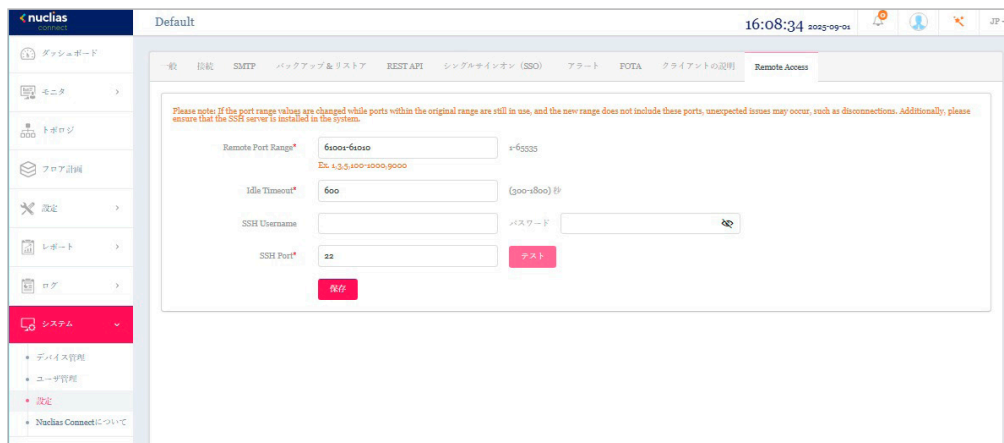 nuclias
connect
Default
16:08:34 2025-09-01
JP-
ダッシュボード
モニタ
トポロジ
フロア計画
設定
レポート
ログ
システム
デバイス管理
ユーザ管理
設定
Nuclias Connectについて
一般 接続 SMTP バックアップ&リストア REST API シングルサインオン (SSO) アラート FOTA クライアントの説明 Remote Access
Please note: If the port range values are changed while ports within the original range are still in use, and the new range does not include these ports, unexpected issues may occur, such as disconnections. Additionally, please
ensure that the SSH server is installed in the system.
Remote Port Range* 61001-61010 1-65535
Ex. 1,3,5,100-1000,9000
Idle Timeout* 600 (300-1800) 秒
SSH Username パスワード
SSH Port* 22 テスト
保存